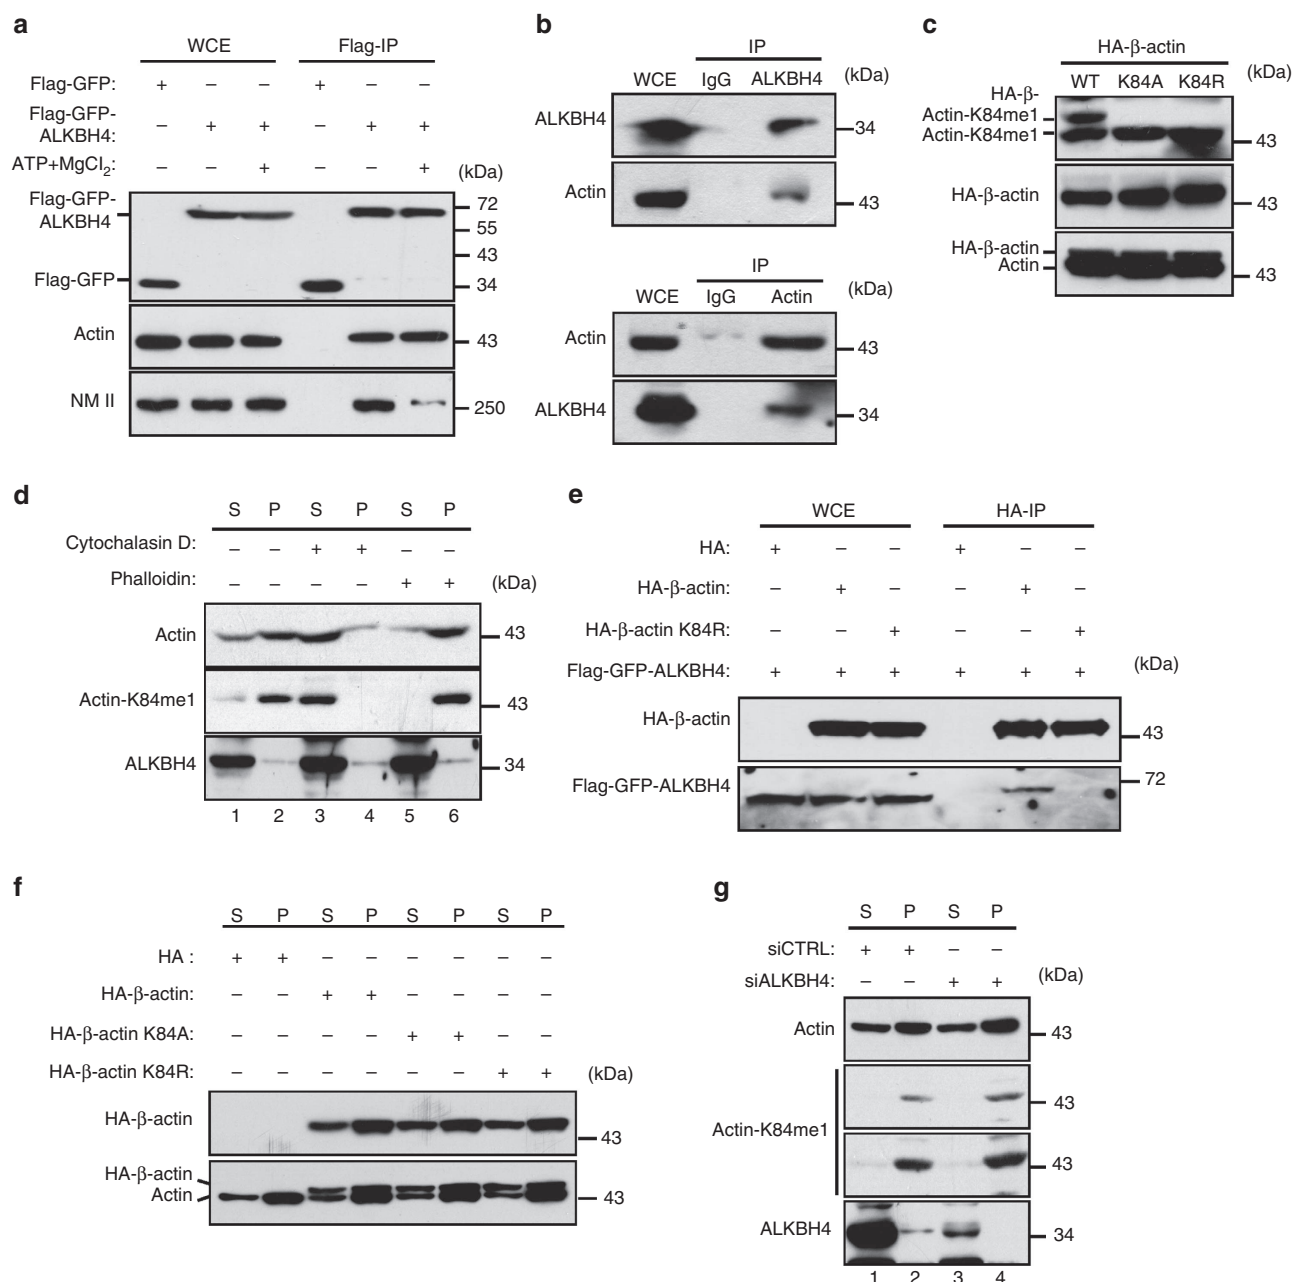 a
WCE Flag-IP
Flag-GFP: + – – + – –
Flag-GFP-
ALKBH4: – + + – + +
ATP+MgCl2: – – + – – +
(kDa)
Flag-GFP-
ALKBH4
Flag-GFP
72
55
43
34
Actin 43
NM II 250
b
IP
WCE IgG ALKBH4 (kDa)
ALKBH4 34
Actin 43
IP
WCE IgG Actin (kDa)
Actin 43
ALKBH4 34
c
HA-β-actin
WT K84A K84R (kDa)
HA-β-
Actin-K84me1
Actin-K84me1 43
HA-β-actin 43
HA-β-actin
Actin 43
d
S P S P S P
Cytochalasin D: – – + + – –
Phalloidin: – – – – + + (kDa)
Actin 43
Actin-K84me1 43
ALKBH4 34
1 2 3 4 5 6
e
WCE HA-IP
HA: + – – + – –
HA-β-actin: – + – – + –
HA-β-actin K84R: – – + – – +
Flag-GFP-ALKBH4: + + + + + + (kDa)
HA-β-actin 43
Flag-GFP-ALKBH4 72
f
S P S P S P S P
HA : + + – – – – – –
HA-β-actin: – – + + – – – –
HA-β-actin K84A: – – – – + + – –
HA-β-actin K84R: – – – – – – + + (kDa)
HA-β-actin 43
HA-β-actin
Actin 43
g
S P S P
siCTRL: + + – –
siALKBH4: – – + + (kDa)
Actin 43
Actin-K84me1
43
43
ALKBH4 34
1 2 3 4